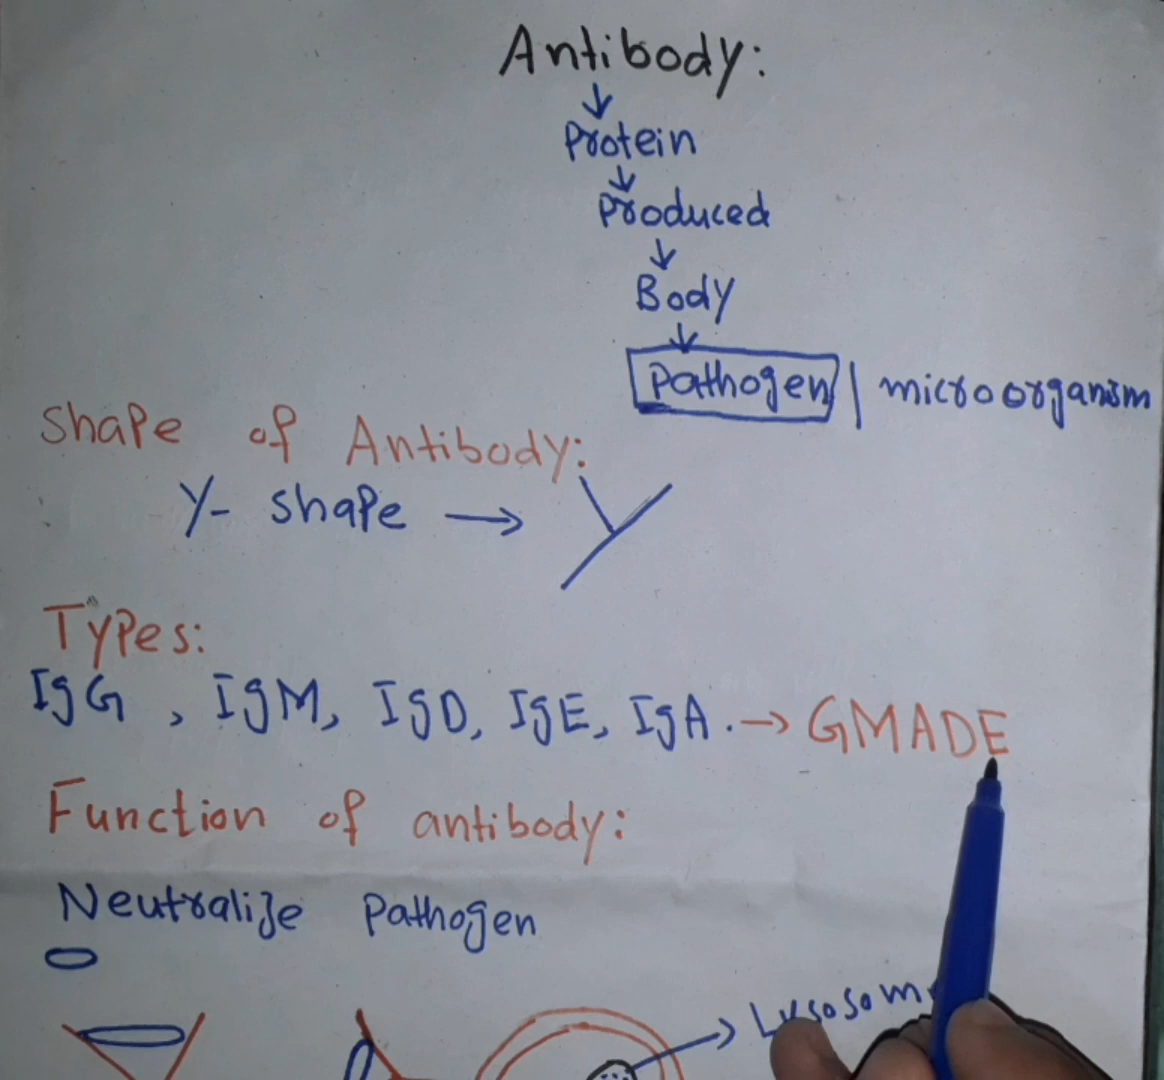 Antibody:
Protein
Produced
Body
Pathogen | microorganism
Shape of Antibody:
Y- shape
Types:
IgG , IgM, IgD, IgE, IgA. → GMADE
Function of antibody:
Neutralize Pathogen